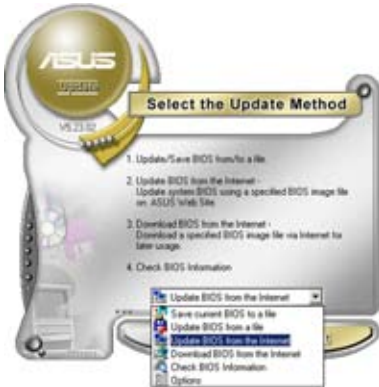 ASUS
Update
V5.23.02
Select the Update Method
1. Update/Save BIOS from/to a file.
2. Update BIOS from the Internet -
Update system BIOS using a specified BIOS image file
on ASUS Web Site.
3. Download BIOS from the Internet -
Download a specified BIOS image file via Internet for
later usage.
4. Check BIOS Information
Update BIOS from the Internet
Save current BIOS to a file
Update BIOS from a file
Update BIOS from the Internet
Download BIOS from the Internet
Check BIOS Information
Options